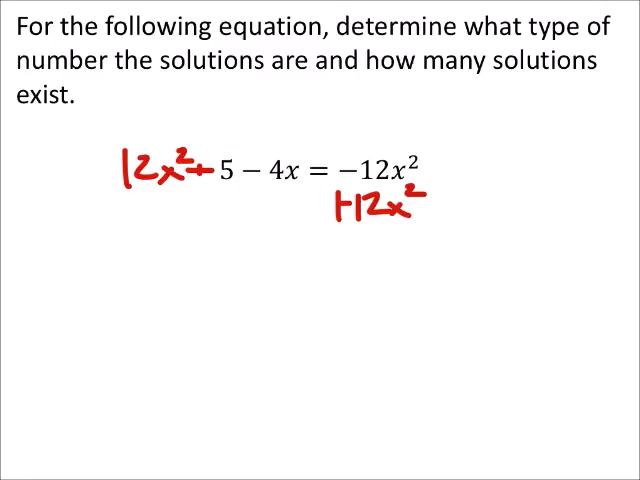 For the following equation, determine what type of
number the solutions are and how many solutions
exist.
12x² + 5 − 4x = −12x²
+12x²